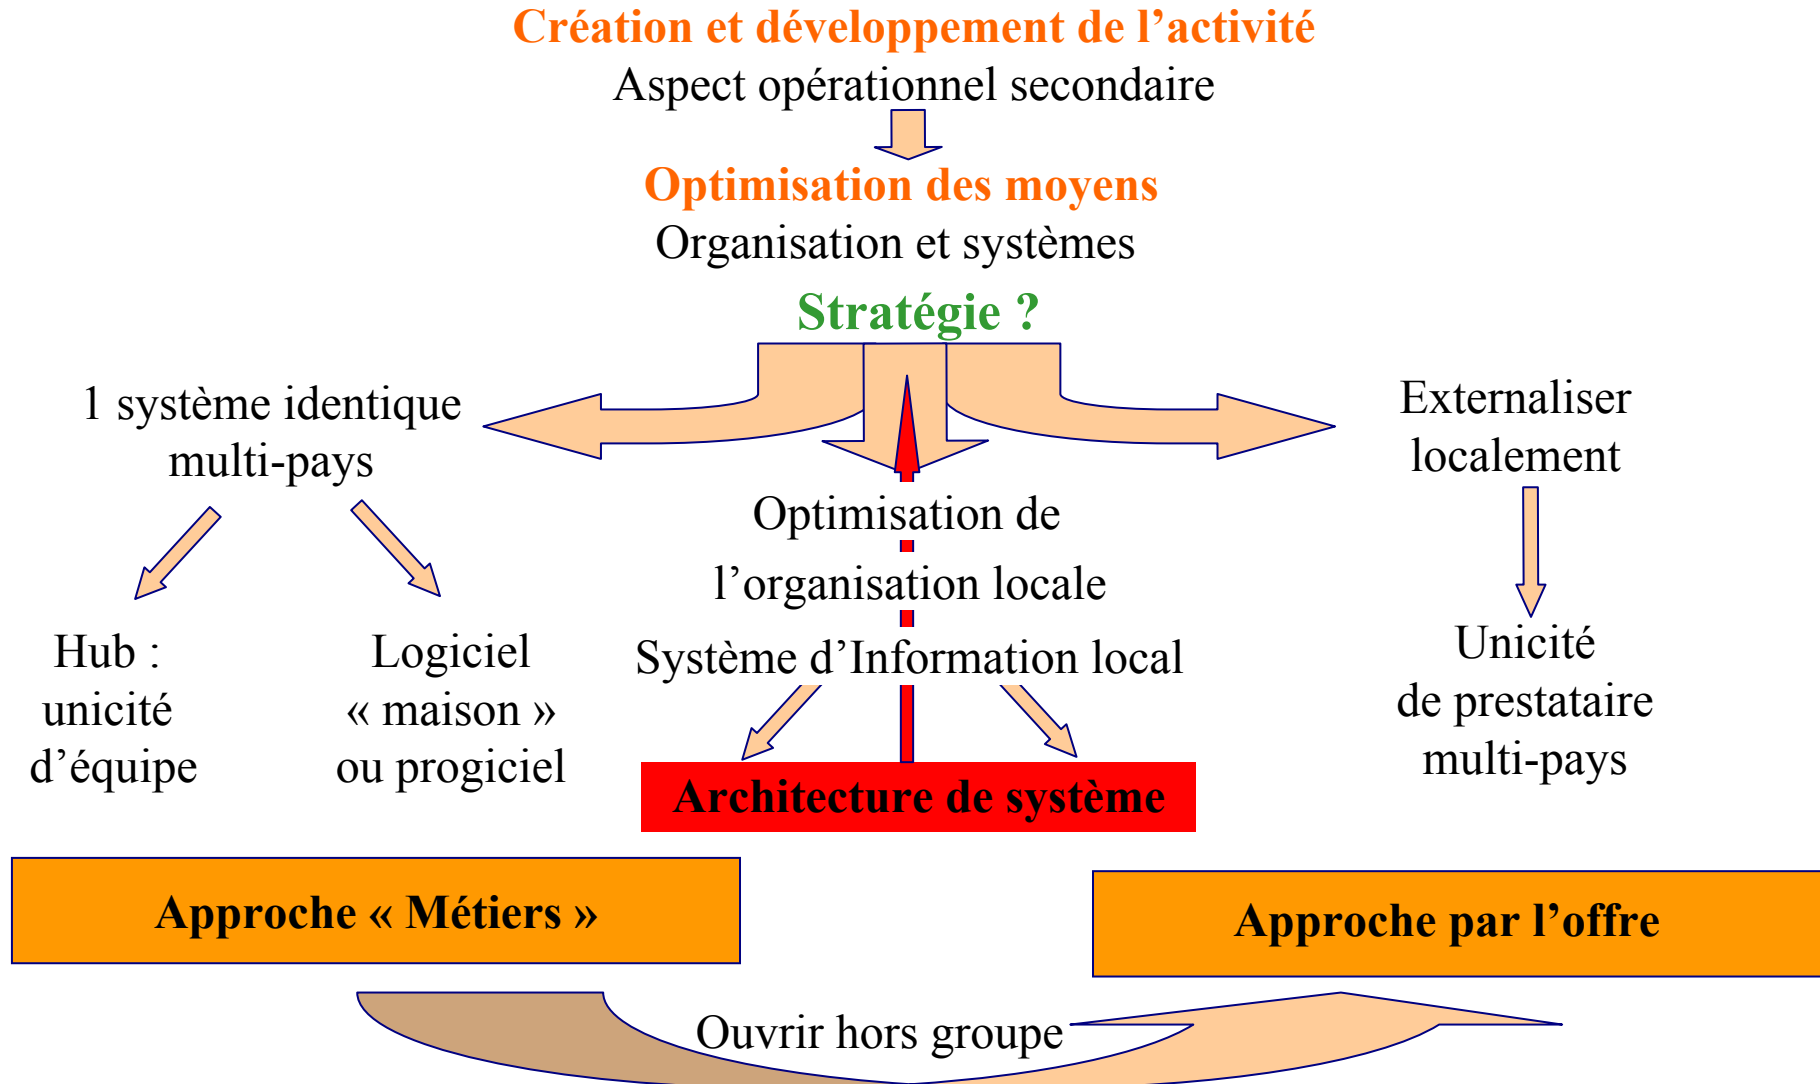 Création et développement de l’activité
Aspect opérationnel secondaire
Optimisation des moyens
Organisation et systèmes
Stratégie ?
1 système identique
multi-pays
Externaliser
localement
Optimisation de
l’organisation locale
Système d’Information local
Hub :
unicité
d’équipe
Logiciel
« maison »
ou progiciel
Unicité
de prestataire
multi-pays
Architecture de système
Approche « Métiers »
Approche par l’offre
Ouvrir hors groupe